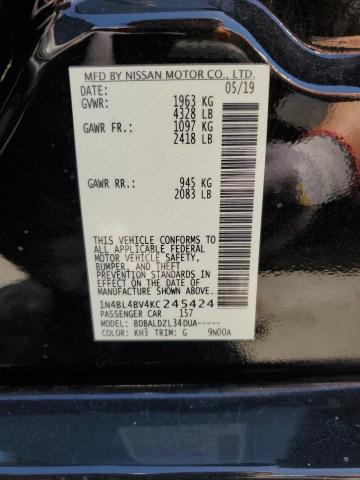 MFD BY NISSAN MOTOR CO., LTD.
DATE: 05/19
GVWR: 1963 KG
4328 LB
GAWR FR.: 1097 KG
2418 LB
GAWR RR.: 945 KG
2083 LB
THIS VEHICLE CONFORMS TO
ALL APPLICABLE FEDERAL
MOTOR VEHICLE SAFETY,
BUMPER, AND THEFT
PREVENTION STANDARDS
IN EFFECT ON THE DATE OF
MANUFACTURE SHOWN ABOVE.
1N4BL4BV4KC245424
PASSENGER CAR 157
MODEL: BDBALDZL34DUA-----
COLOR: KH3 TRIM: G 9N00A